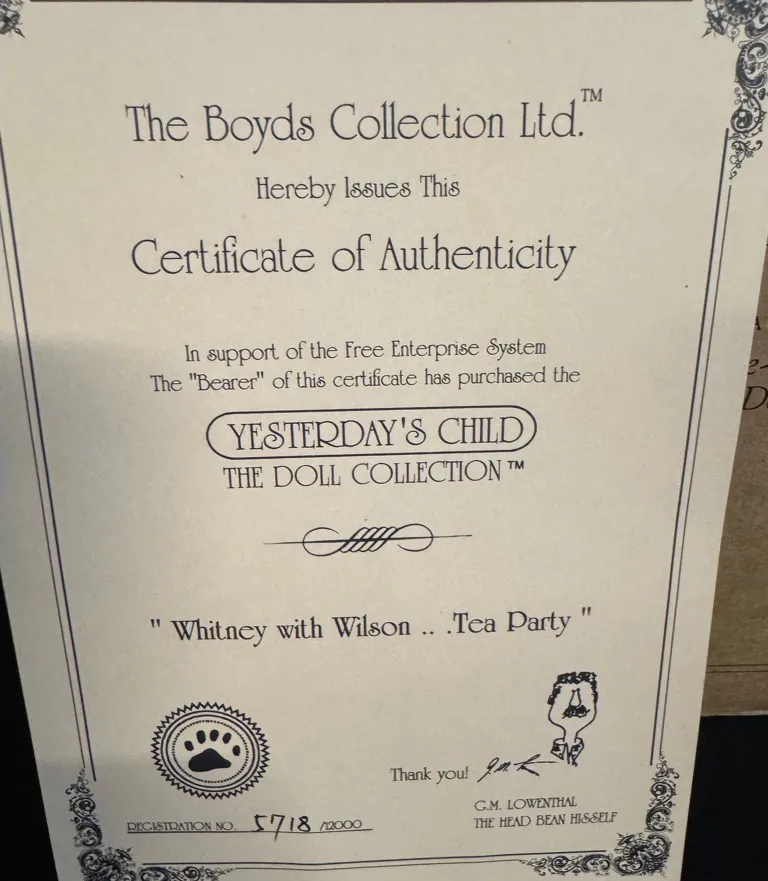 The Boyds Collection Ltd.™
Hereby Issues This
Certificate of Authenticity
In support of the Free Enterprise System
The "Bearer" of this certificate has purchased the
YESTERDAY'S CHILD
THE DOLL COLLECTION™
" Whitney with Wilson .. .Tea Party "
Thank you!
G.M. LOWENTHAL
THE HEAD BEAN HISSELF
REGISTRATION NO. 5718 /12000